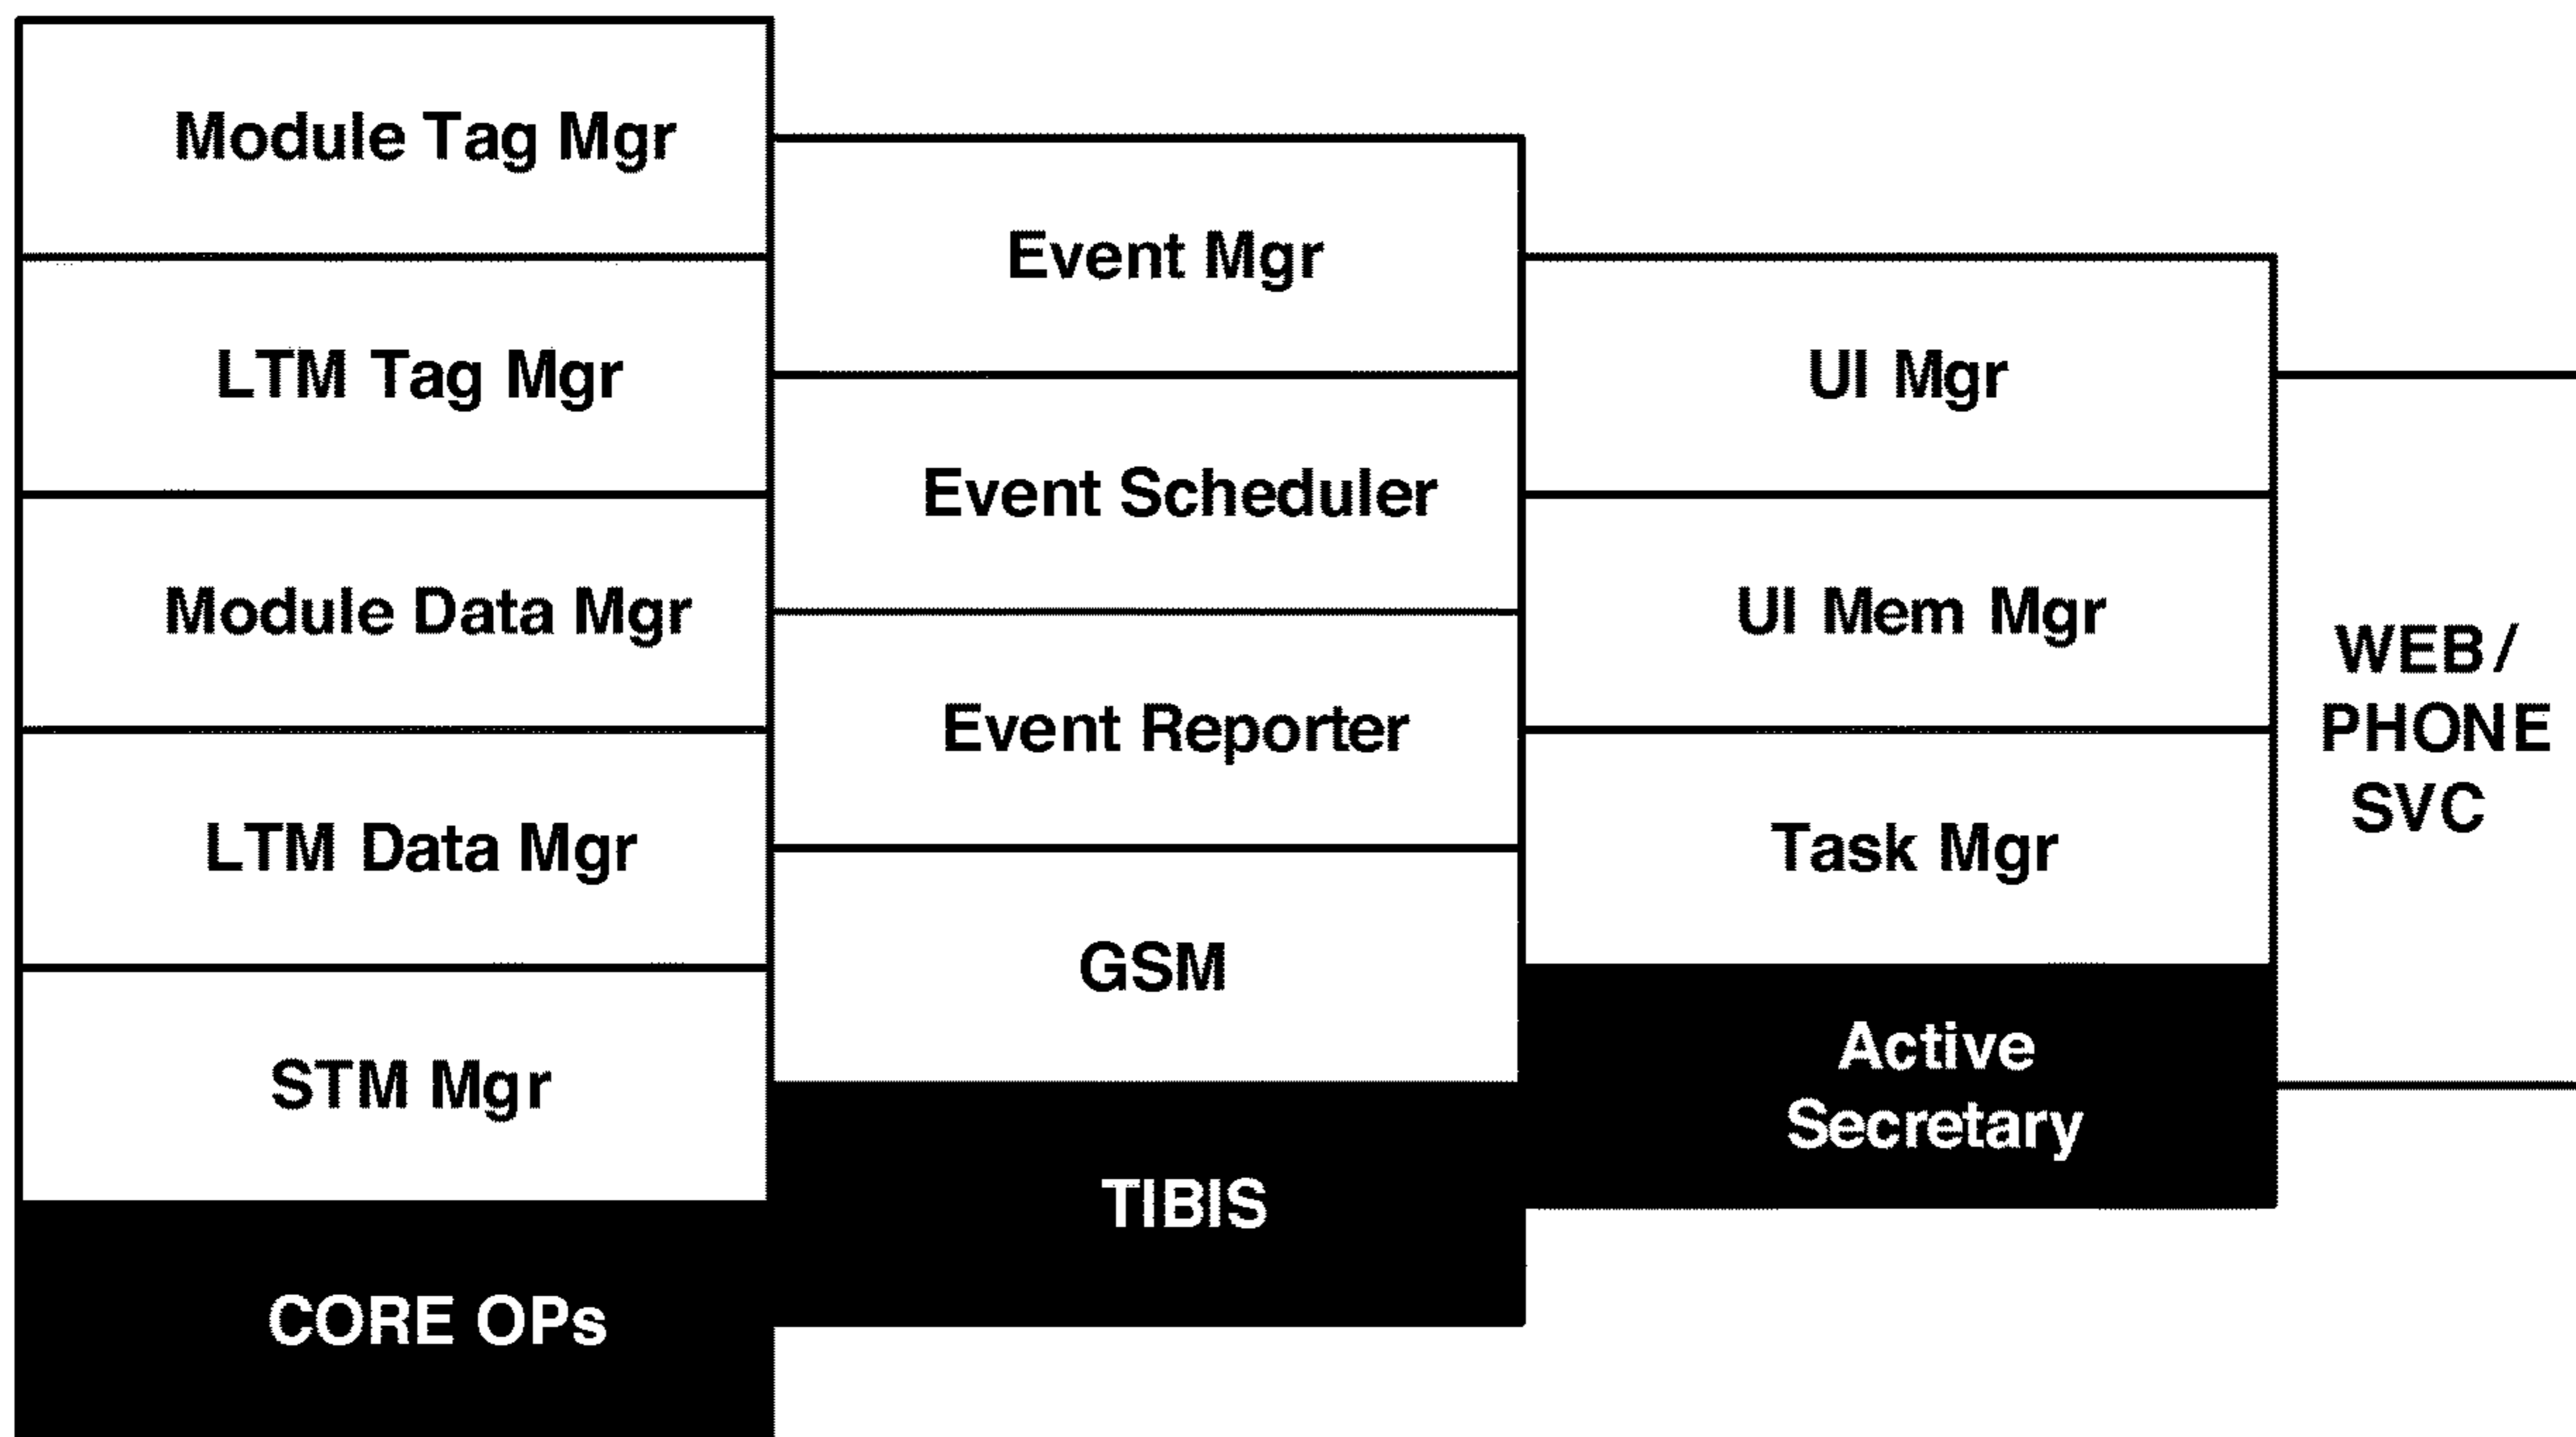 Module Tag Mgr
LTM Tag Mgr
Module Data Mgr
LTM Data Mgr
STM Mgr
CORE OPs
Event Mgr
Event Scheduler
Event Reporter
GSM
TIBIS
UI Mgr
UI Mem Mgr
Task Mgr
Active
Secretary
WEB/
PHONE
SVC